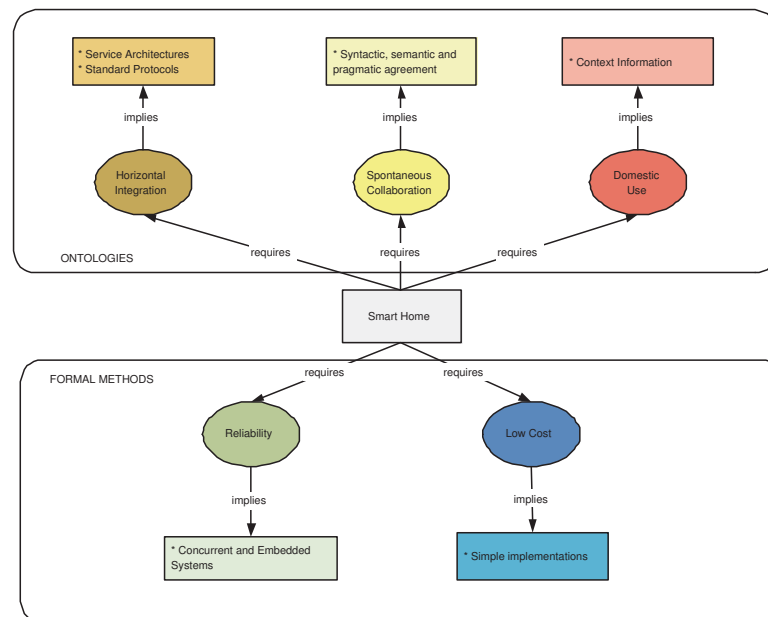 * Service Architectures
* Standard Protocols
* Syntactic, semantic and
pragmatic agreement
* Context Information
implies
implies
implies
Horizontal
Integration
Spontaneous
Collaboration
Domestic
Use
requires
requires
requires
ONTOLOGIES
Smart Home
FORMAL METHODS
requires
requires
Reliability
Low Cost
implies
implies
* Concurrent and Embedded
Systems
* Simple implementations